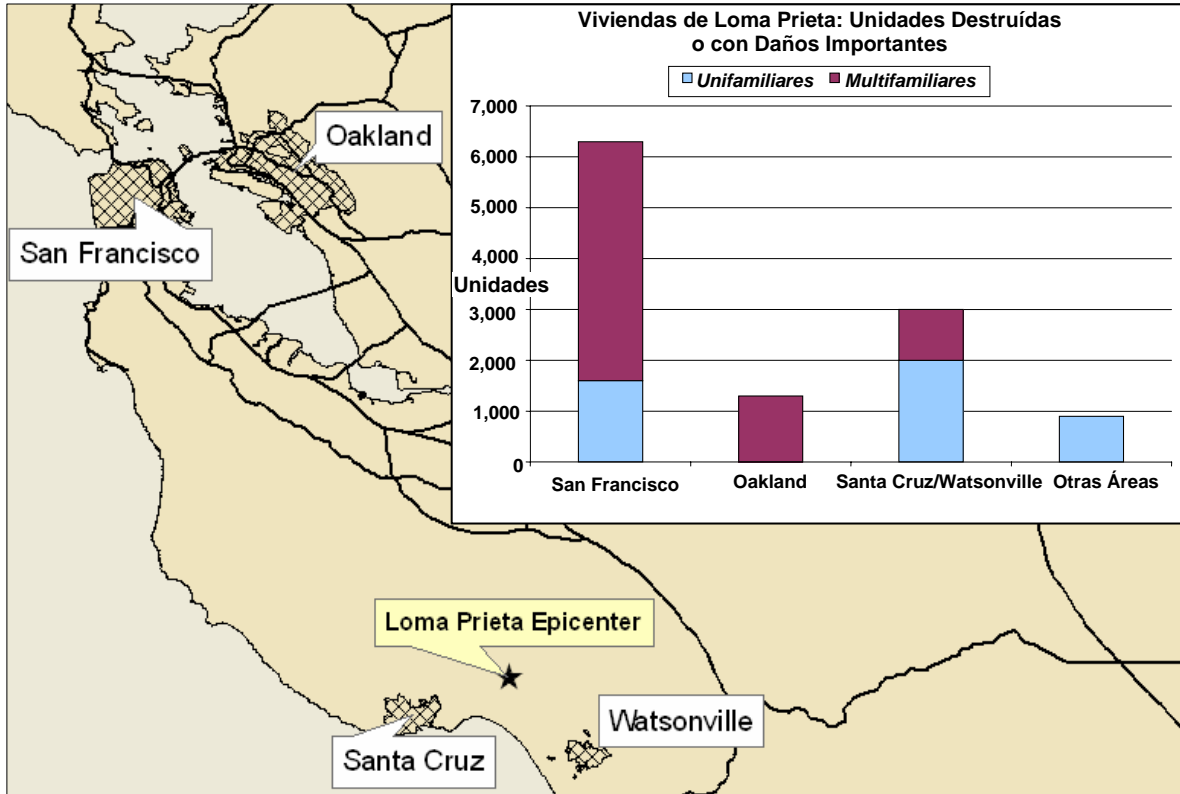 Oakland
San Francisco
Loma Prieta Epicenter
Watsonville
Santa Cruz
Viviendas de Loma Prieta: Unidades Destruídas
o con Daños Importantes
Unifamiliares Multifamiliares
7,000
6,000
5,000
4,000
Unidades
3,000
2,000
1,000
0
San Francisco Oakland Santa Cruz/Watsonville Otras Áreas